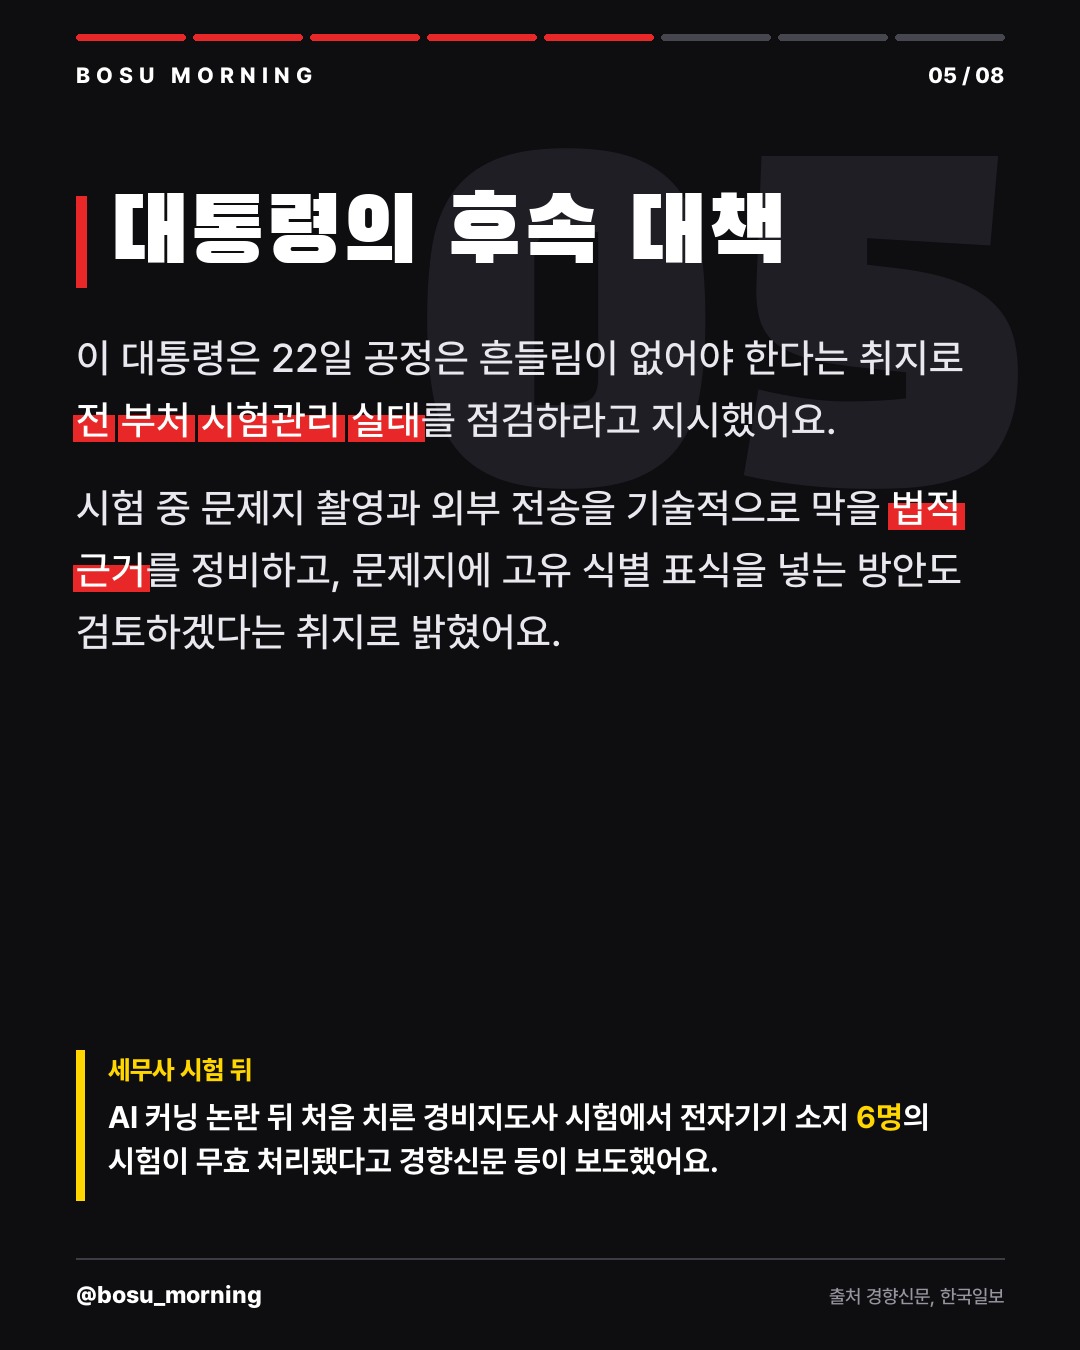 BOSU MORNING
05 / 08
05
대통령의 후속 대책
이 대통령은 22일 공정은 흔들림이 없어야 한다는 취지로
전 부처 시험관리 실태를 점검하라고 지시했어요.
시험 중 문제지 촬영과 외부 전송을 기술적으로 막을 법적
근거를 정비하고, 문제지에 고유 식별 표식을 넣는 방안도
검토하겠다는 취지로 밝혔어요.
세무사 시험 뒤
AI 커닝 논란 뒤 처음 치른 경비지도사 시험에서 전자기기 소지 6명의
시험이 무효 처리됐다고 경향신문 등이 보도했어요.
@bosu_morning
출처 경향신문, 한국일보